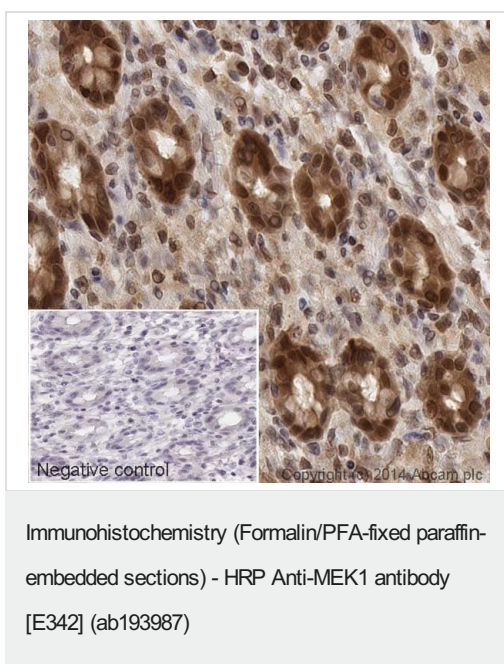 Negative control
Copyright (c) 2014 Abcam plc
Immunohistochemistry (Formalin/PFA-fixed paraffin-
embedded sections) - HRP Anti-MEK1 antibody
[E342] (ab193987)